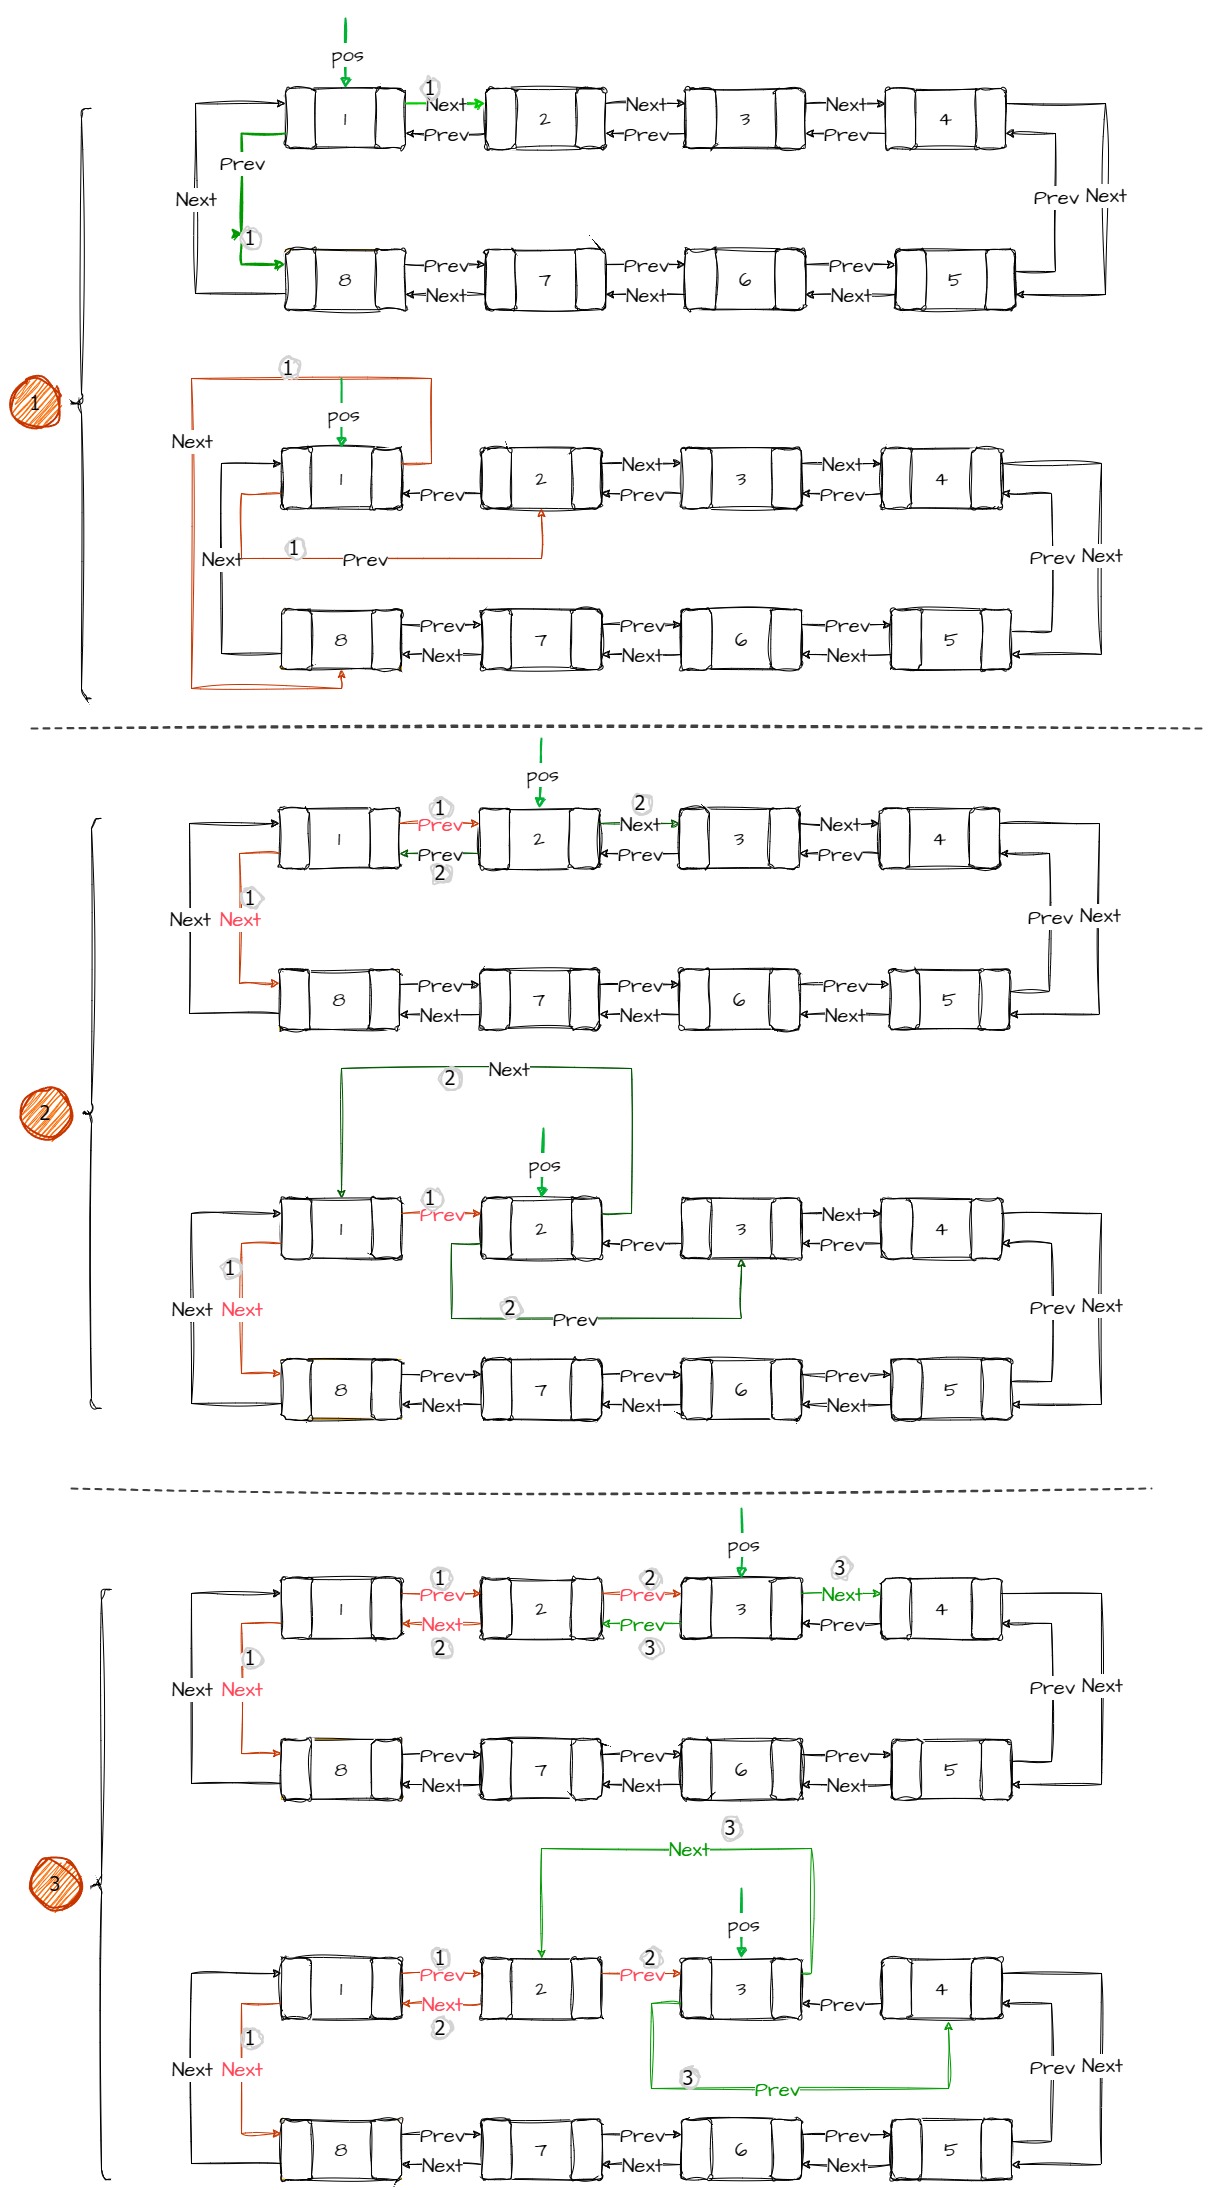 pos
1
1 Next 2 Next 3 Next 4
Prev Prev Prev
Prev
Next Prev Next
1
8 Prev 7 Prev 6 Prev 5
Next Next Next
1
1
pos
Next
1 2 Next 3 Next 4
Prev Prev Prev
1
Next Prev Prev Next
8 Prev 7 Prev 6 Prev 5
Next Next Next
pos
1 2
1 Prev 2 Next 3 Next 4
Prev Prev Prev
2
1
Next Next Prev Next
8 Prev 7 Prev 6 Prev 5
Next Next Next
Next
2
2
pos
1
1 Prev 2 3 Next 4
Prev Prev
1
Next Next 2 Prev Prev Next
8 Prev 7 Prev 6 Prev 5
Next Next Next
pos
1 2 3
1 Prev 2 Prev 3 Next 4
Next Prev Prev
2 3
1
Next Next Prev Next
8 Prev 7 Prev 6 Prev 5
Next Next Next
3
Next
3
pos
1 2
1 Prev 2 Prev 3 4
Next Prev
2
1
Next Next 3 Prev Prev Next
8 Prev 7 Prev 6 Prev 5
Next Next Next